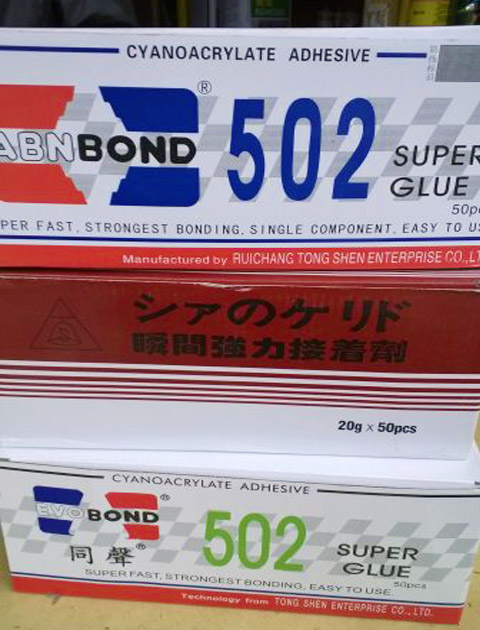 CYANOACRYLATE ADHESIVE
ABNBOND® 502 SUPER
GLUE
50pc
PER FAST, STRONGEST BONDING, SINGLE COMPONENT, EASY TO US
Manufactured by RUICHANG TONG SHEN ENTERPRISE CO.,LT
シァのケリド
瞬間強力接着劑
20g × 50pcs
CYANOACRYLATE ADHESIVE
EVOBOND® 502 SUPER
GLUE
同聲®
50pcs
SUPER FAST, STRONGEST BONDING, EASY TO USE
Technology from TONG SHEN ENTERPRISE CO.,LTD.